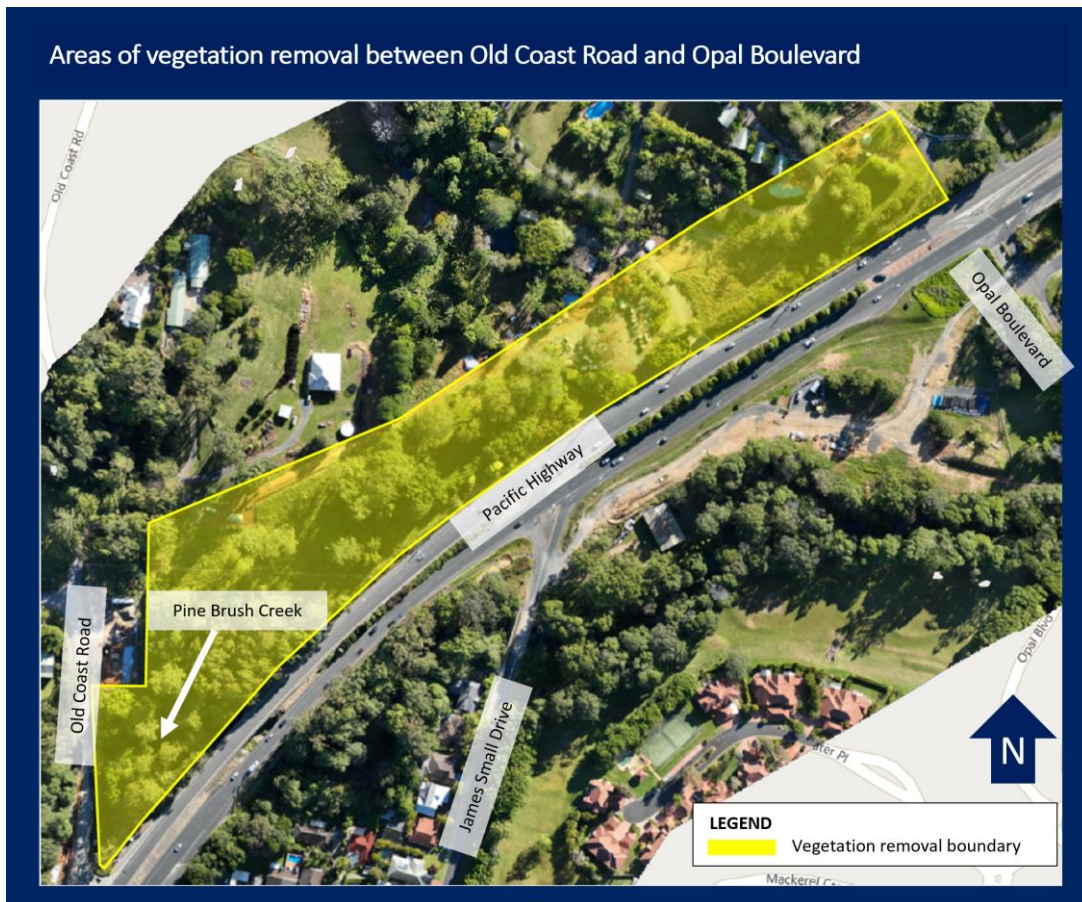 Areas of vegetation removal between Old Coast Road and Opal Boulevard
Old Coast Rd
Opal Boulevard
Pacific Highway
Pine Brush Creek
Old Coast Road
James Small Drive
Opal Blvd
N
Pl
LEGEND
Vegetation removal boundary
Mackerel